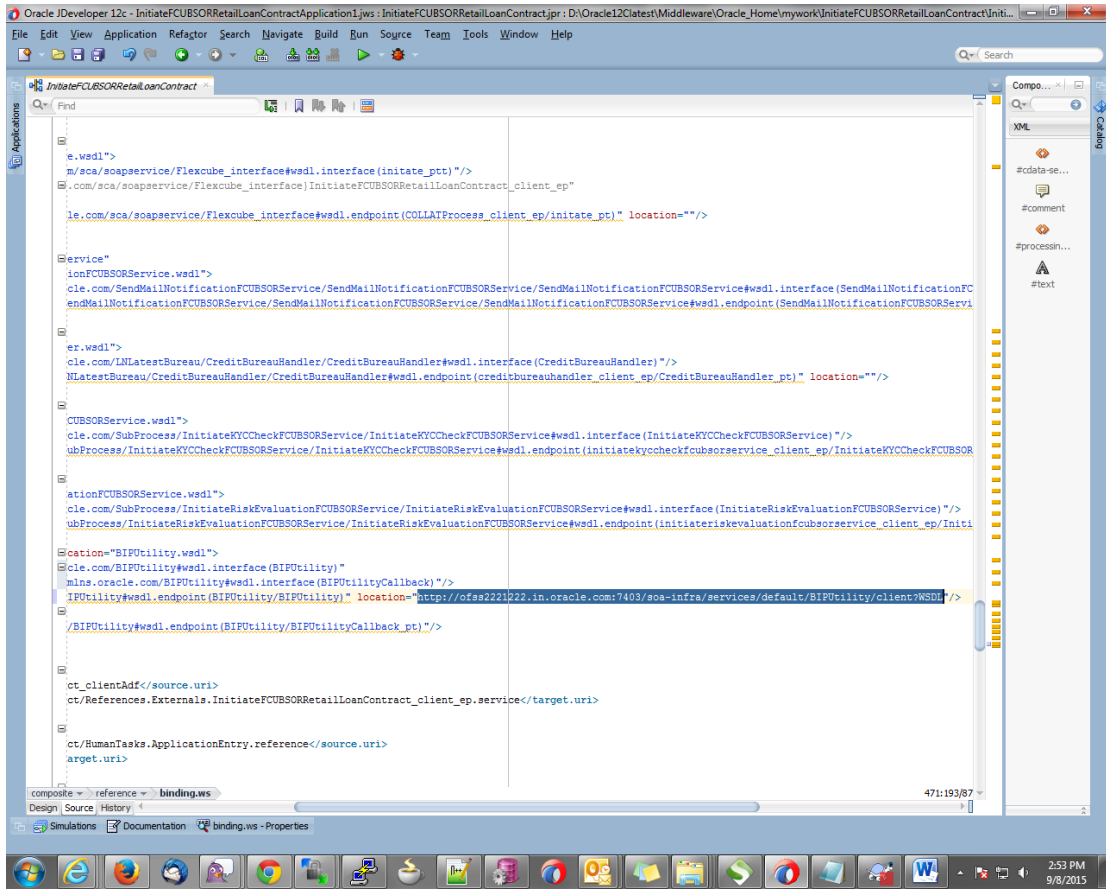 Oracle JDeveloper 12c - InitiateFCUBSORRetailLoanContractApplication1.jws : InitiateFCUBSORRetailLoanContract.jpr : D:\Oracle12Clatest\Middleware\Oracle_Home\mywork\InitiateFCUBSORRetailLoanContract\Initi...
File Edit View Application Refactor Search Navigate Build Run Source Team Tools Window Help
Search
InitiateFCUBSORRetailLoanContract
Compo...
Find
XML
Applications
Catalog
e.wsdl">
m/sca/soapservice/Flexcube_interface#wsdl.interface(initate_ptt)"/>
.com/sca/soapservice/Flexcube_interface}InitiateFCUBSORRetailLoanContract_client_ep"
le.com/sca/soapservice/Flexcube_interface#wsdl.endpoint(COLLATProcess_client_ep/initate_pt)" location=""/>
#cdata-se...
#comment
#processin...
#text
ervice"
ionFCUBSORService.wsdl">
cle.com/SendMailNotificationFCUBSORService/SendMailNotificationFCUBSORService/SendMailNotificationFCUBSORService#wsdl.interface(SendMailNotificationFC
endMailNotificationFCUBSORService/SendMailNotificationFCUBSORService/SendMailNotificationFCUBSORService#wsdl.endpoint(SendMailNotificationFCUBSORServi
er.wsdl">
cle.com/LNLatestBureau/CreditBureauHandler/CreditBureauHandler#wsdl.interface(CreditBureauHandler)"/>
NLatestBureau/CreditBureauHandler/CreditBureauHandler#wsdl.endpoint(creditbureauhandler_client_ep/CreditBureauHandler_pt)" location=""/>
CUBSORService.wsdl">
cle.com/SubProcess/InitiateKYCCheckFCUBSORService/InitiateKYCCheckFCUBSORService#wsdl.interface(InitiateKYCCheckFCUBSORService)"/>
ubProcess/InitiateKYCCheckFCUBSORService/InitiateKYCCheckFCUBSORService#wsdl.endpoint(initiatekyccheckfcubsorservice_client_ep/InitiateKYCCheckFCUBSOR
ationFCUBSORService.wsdl">
cle.com/SubProcess/InitiateRiskEvaluationFCUBSORService/InitiateRiskEvaluationFCUBSORService#wsdl.interface(InitiateRiskEvaluationFCUBSORService)"/>
ubProcess/InitiateRiskEvaluationFCUBSORService/InitiateRiskEvaluationFCUBSORService#wsdl.endpoint(initiateriskevaluationfcubsorservice_client_ep/Initi
cation="BIPUtility.wsdl">
cle.com/BIPUtility#wsdl.interface(BIPUtility)"
mlns.oracle.com/BIPUtility#wsdl.interface(BIPUtilityCallback)"/>
IPUtility#wsdl.endpoint(BIPUtility/BIPUtility)" location="http://ofss2221222.in.oracle.com:7403/soa-infra/services/default/BIPUtility/client?WSDL"/>
/BIPUtility#wsdl.endpoint(BIPUtility/BIPUtilityCallback_pt)"/>
ct_clientAdf</source.uri>
ct/References.Externals.InitiateFCUBSORRetailLoanContract_client_ep.service</target.uri>
ct/HumanTasks.ApplicationEntry.reference</source.uri>
arget.uri>
composite reference binding.ws
471:193/87
Design Source History
Simulations Documentation binding.ws - Properties
2:53 PM
9/8/2015